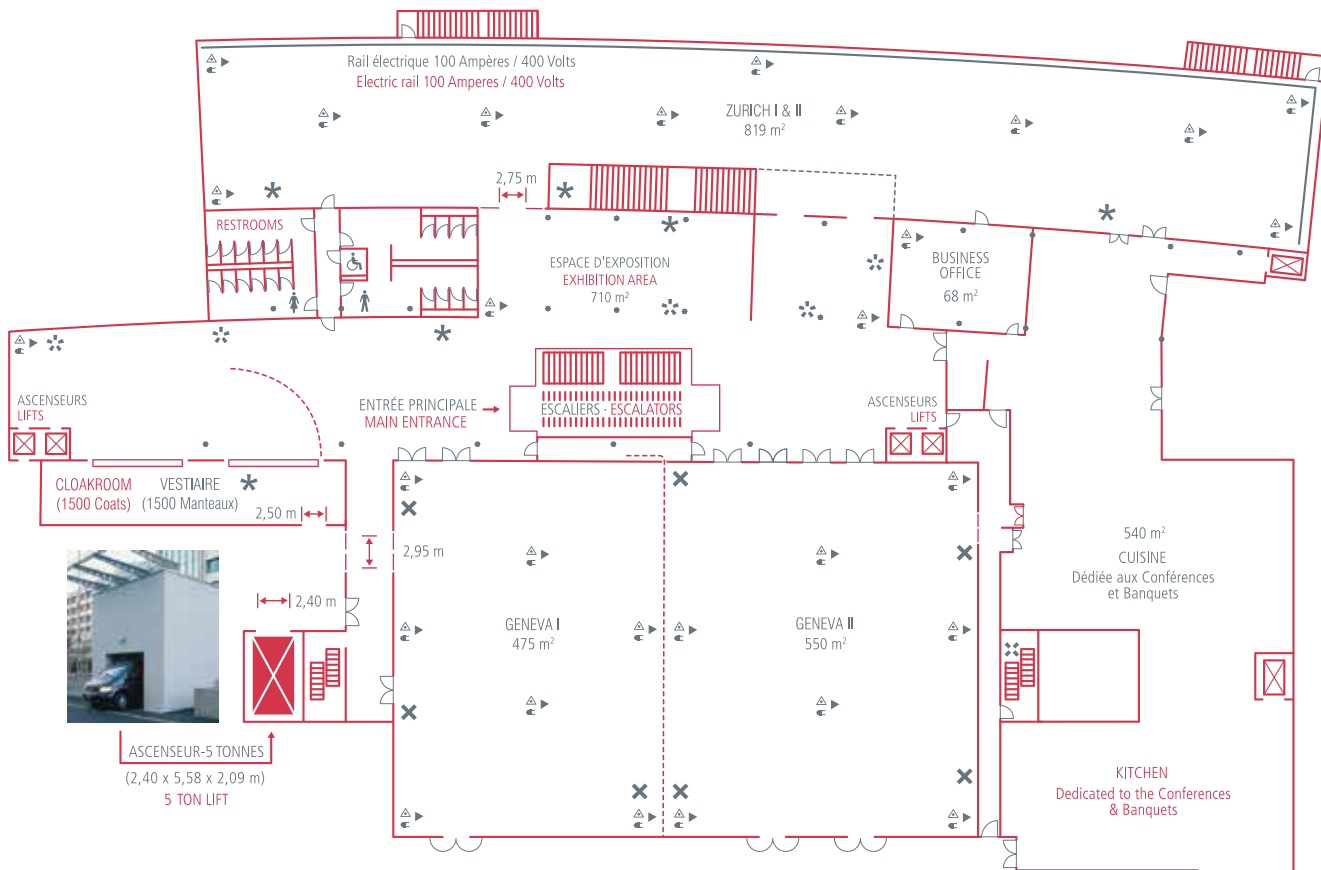 Rail électrique 100 Ampères / 400 Volts
Electric rail 100 Amperes / 400 Volts
ZURICH I & II
819 m²
2,75 m
RESTROOMS
ESPACE D'EXPOSITION
EXHIBITION AREA
710 m²
BUSINESS
OFFICE
68 m²
ASCENSEURS
LIFTS
ENTRÉE PRINCIPALE
MAIN ENTRANCE
ESCALIERS · ESCALATORS
ASCENSEURS
LIFTS
CLOAKROOM
(1500 Coats)
VESTIAIRE
(1500 Manteaux)
2,50 m
2,95 m
2,40 m
GENEVA I
475 m²
GENEVA II
550 m²
540 m²
CUISINE
Dédiée aux Conférences
et Banquets
ASCENSEUR-5 TONNES
(2,40 x 5,58 x 2,09 m)
5 TON LIFT
KITCHEN
Dedicated to the Conferences
& Banquets